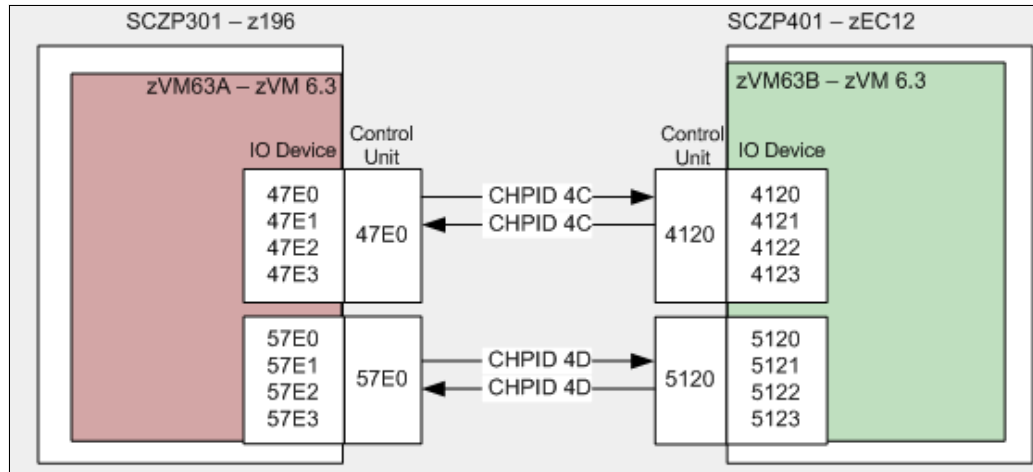 SCZP301 – z196
SCZP401 – zEC12
zVM63A – zVM 6.3
zVM63B – zVM 6.3
IO Device
Control
Unit
Control
Unit
IO Device
47E0
47E1
47E2
47E3
47E0
CHPID 4C
CHPID 4C
4120
4120
4121
4122
4123
57E0
57E1
57E2
57E3
57E0
CHPID 4D
CHPID 4D
5120
5120
5121
5122
5123